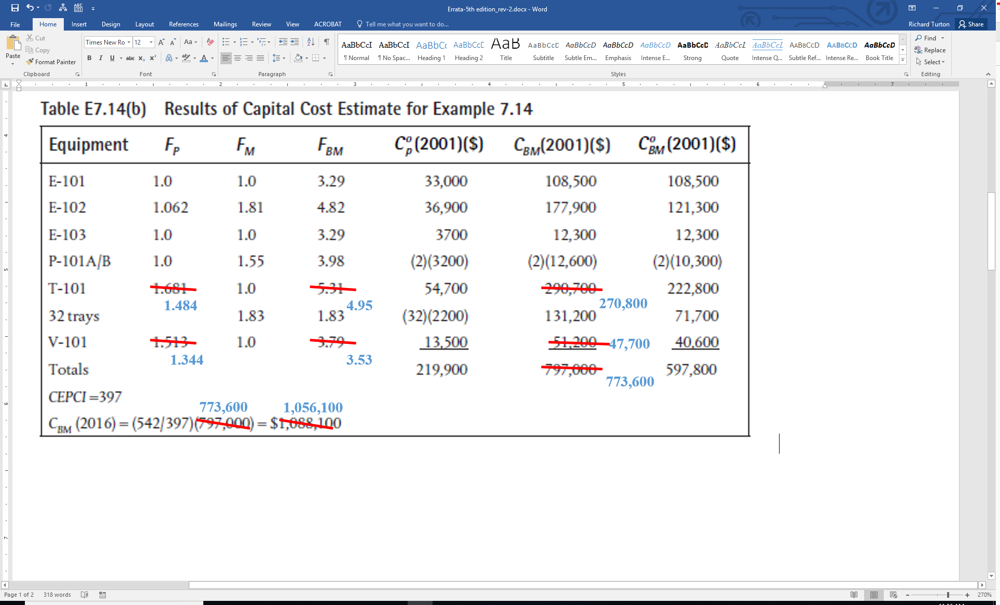 Errata-5th edition_rev-2.docx - Word
File Home Insert Design Layout References Mailings Review View ACROBAT Tell me what you want to do... Richard Turton Share
Paste
Cut
Copy
Format Painter
Times New Ro 12
AaBbCcI AaBbCcI AaBbCc AaBbCcD AaB AaBbCcD AaBbCcD AaBbCcD AaBbCcD AaBbCcD AaBbCcI AaBbCcI AABBCCD AABBCCD AaBbCcD
¶ Normal ¶ No Spac... Heading 1 Heading 2 Title Subtitle Subtle Em... Emphasis Intense E... Strong Quote Intense Q... Subtle Ref... Intense Re... Book Title
Find
Replace
Select
Clipboard Font Paragraph Styles Editing
1 2 3 4 5 6 7
Table E7.14(b) Results of Capital Cost Estimate for Example 7.14
Equipment F_P F_M F_BM C_p^o(2001)($) C_BM(2001)($) C_BM^o(2001)($)
E-101 1.0 1.0 3.29 33,000 108,500 108,500
E-102 1.062 1.81 4.82 36,900 177,900 121,300
E-103 1.0 1.0 3.29 3700 12,300 12,300
P-101A/B 1.0 1.55 3.98 (2)(3200) (2)(12,600) (2)(10,300)
T-101 1.681 1.0 5.31 54,700 290,700 222,800
1.484 4.95 270,800
32 trays 1.83 1.83 (32)(2200) 131,200 71,700
V-101 1.513 1.0 3.79 13,500 51,200 47,700 40,600
1.344 3.53
Totals 219,900 797,000 597,800
773,600
CEPCI =397
773,600 1,056,100
C_BM (2016) = (542/397)(797,000) = $1,088,100
Page 1 of 2 318 words 270%